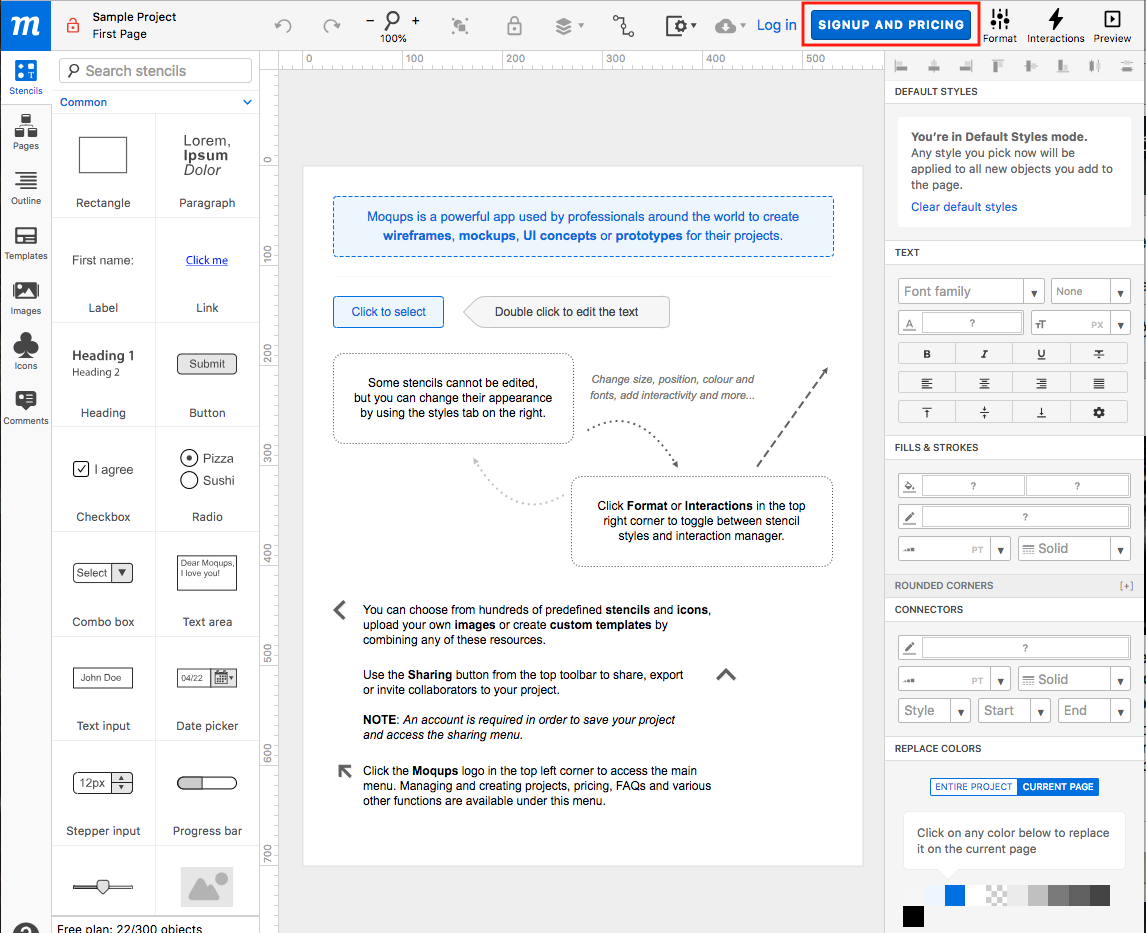 m
Sample Project
First Page
100%
Log in
SIGNUP AND PRICING
Format
Interactions
Preview
Stencils
Pages
Outline
Templates
Images
Icons
Comments
Search stencils
Common
Lorem,
Ipsum
Dolor
Rectangle
Paragraph
First name:
Click me
Label
Link
Heading 1
Heading 2
Submit
Heading
Button
I agree
Pizza
Sushi
Checkbox
Radio
Select
Dear Moqups,
I love you!
Combo box
Text area
John Doe
04/22
Text input
Date picker
12px
Stepper input
Progress bar
Free plan: 22/300 objects
0
100
200
300
400
500
0
100
200
300
400
500
600
700
Moqups is a powerful app used by professionals around the world to create
wireframes, mockups, UI concepts or prototypes for their projects.
Click to select
Double click to edit the text
Some stencils cannot be edited,
but you can change their appearance
by using the styles tab on the right.
Change size, position, colour and
fonts, add interactivity and more...
Click Format or Interactions in the top
right corner to toggle between stencil
styles and interaction manager.
You can choose from hundreds of predefined stencils and icons,
upload your own images or create custom templates by
combining any of these resources.
Use the Sharing button from the top toolbar to share, export
or invite collaborators to your project.
NOTE: An account is required in order to save your project
and access the sharing menu.
Click the Moqups logo in the top left corner to access the main
menu. Managing and creating projects, pricing, FAQs and various
other functions are available under this menu.
DEFAULT STYLES
You're in Default Styles mode.
Any style you pick now will be
applied to all new objects you add to
the page.
Clear default styles
TEXT
Font family
None
A
?
TT
PX
B
I
U
T
FILLS & STROKES
?
?
?
PT
Solid
ROUNDED CORNERS
[+]
CONNECTORS
?
PT
Solid
Style
Start
End
REPLACE COLORS
ENTIRE PROJECT
CURRENT PAGE
Click on any color below to replace
it on the current page